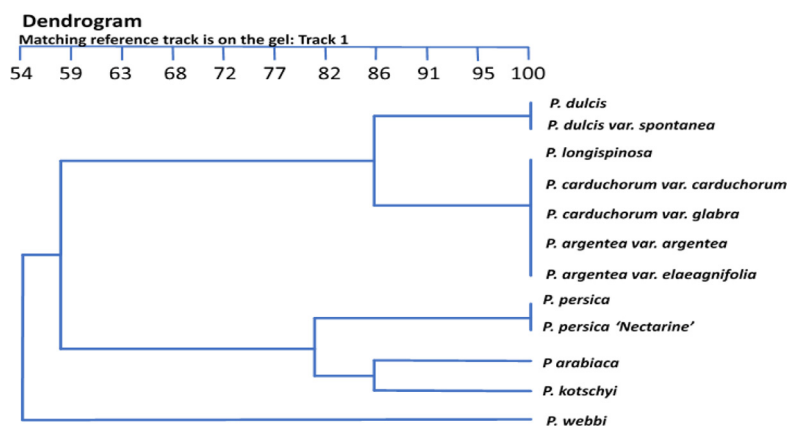 Dendrogram
Matching reference track is on the gel: Track 1
54 59 63 68 72 77 82 86 91 95 100
P. dulcis
P. dulcis var. spontanea
P. longispinosa
P. carduchorum var. carduchorum
P. carduchorum var. glabra
P. argentea var. argentea
P. argentea var. elaeagnifolia
P. persica
P. persica ‘Nectarine’
P arabiaca
P. kotschyi
P. webbi